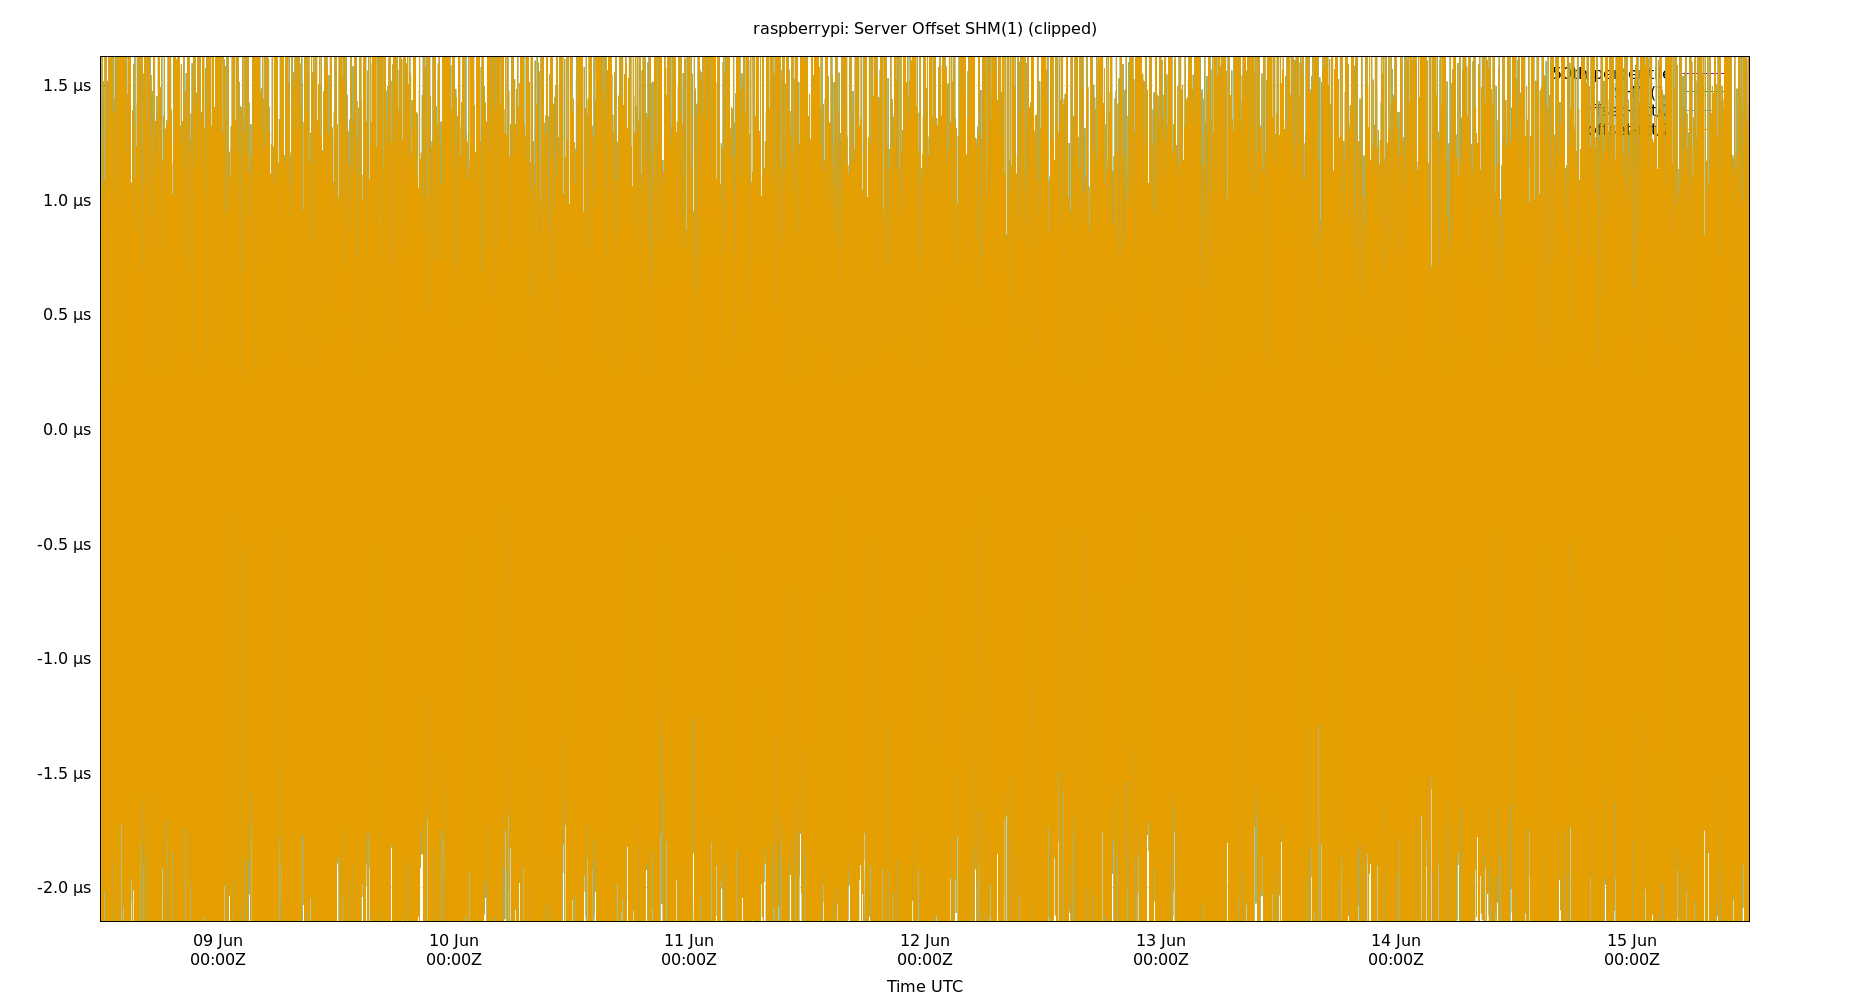 raspberrypi: Server Offset SHM(1) (clipped)
1.5 µs
1.0 µs
0.5 µs
0.0 µs
-0.5 µs
-1.0 µs
-1.5 µs
-2.0 µs
09 Jun 10 Jun 11 Jun 12 Jun 13 Jun 14 Jun 15 Jun
00:00Z 00:00Z 00:00Z 00:00Z 00:00Z 00:00Z 00:00Z
Time UTC